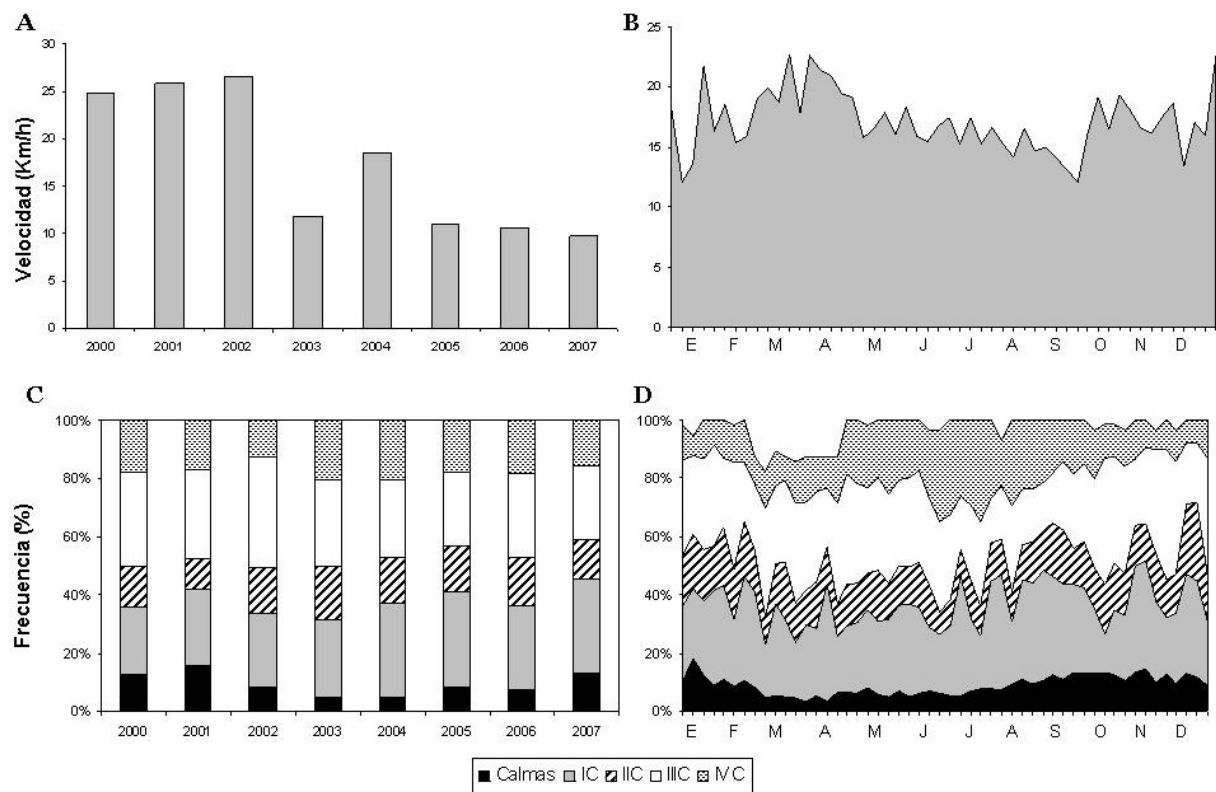 A
Velocidad (Km/h)
30
25
20
15
10
5
0
2000 2001 2002 2003 2004 2005 2006 2007
B
25
20
15
10
5
0
E F M A M J J A S O N D
C
Frecuencia (%)
100%
80%
60%
40%
20%
0%
2000 2001 2002 2003 2004 2005 2006 2007
D
100%
80%
60%
40%
20%
0%
E F M A M J J A S O N D
Calmas IC IIC IIIC IVC